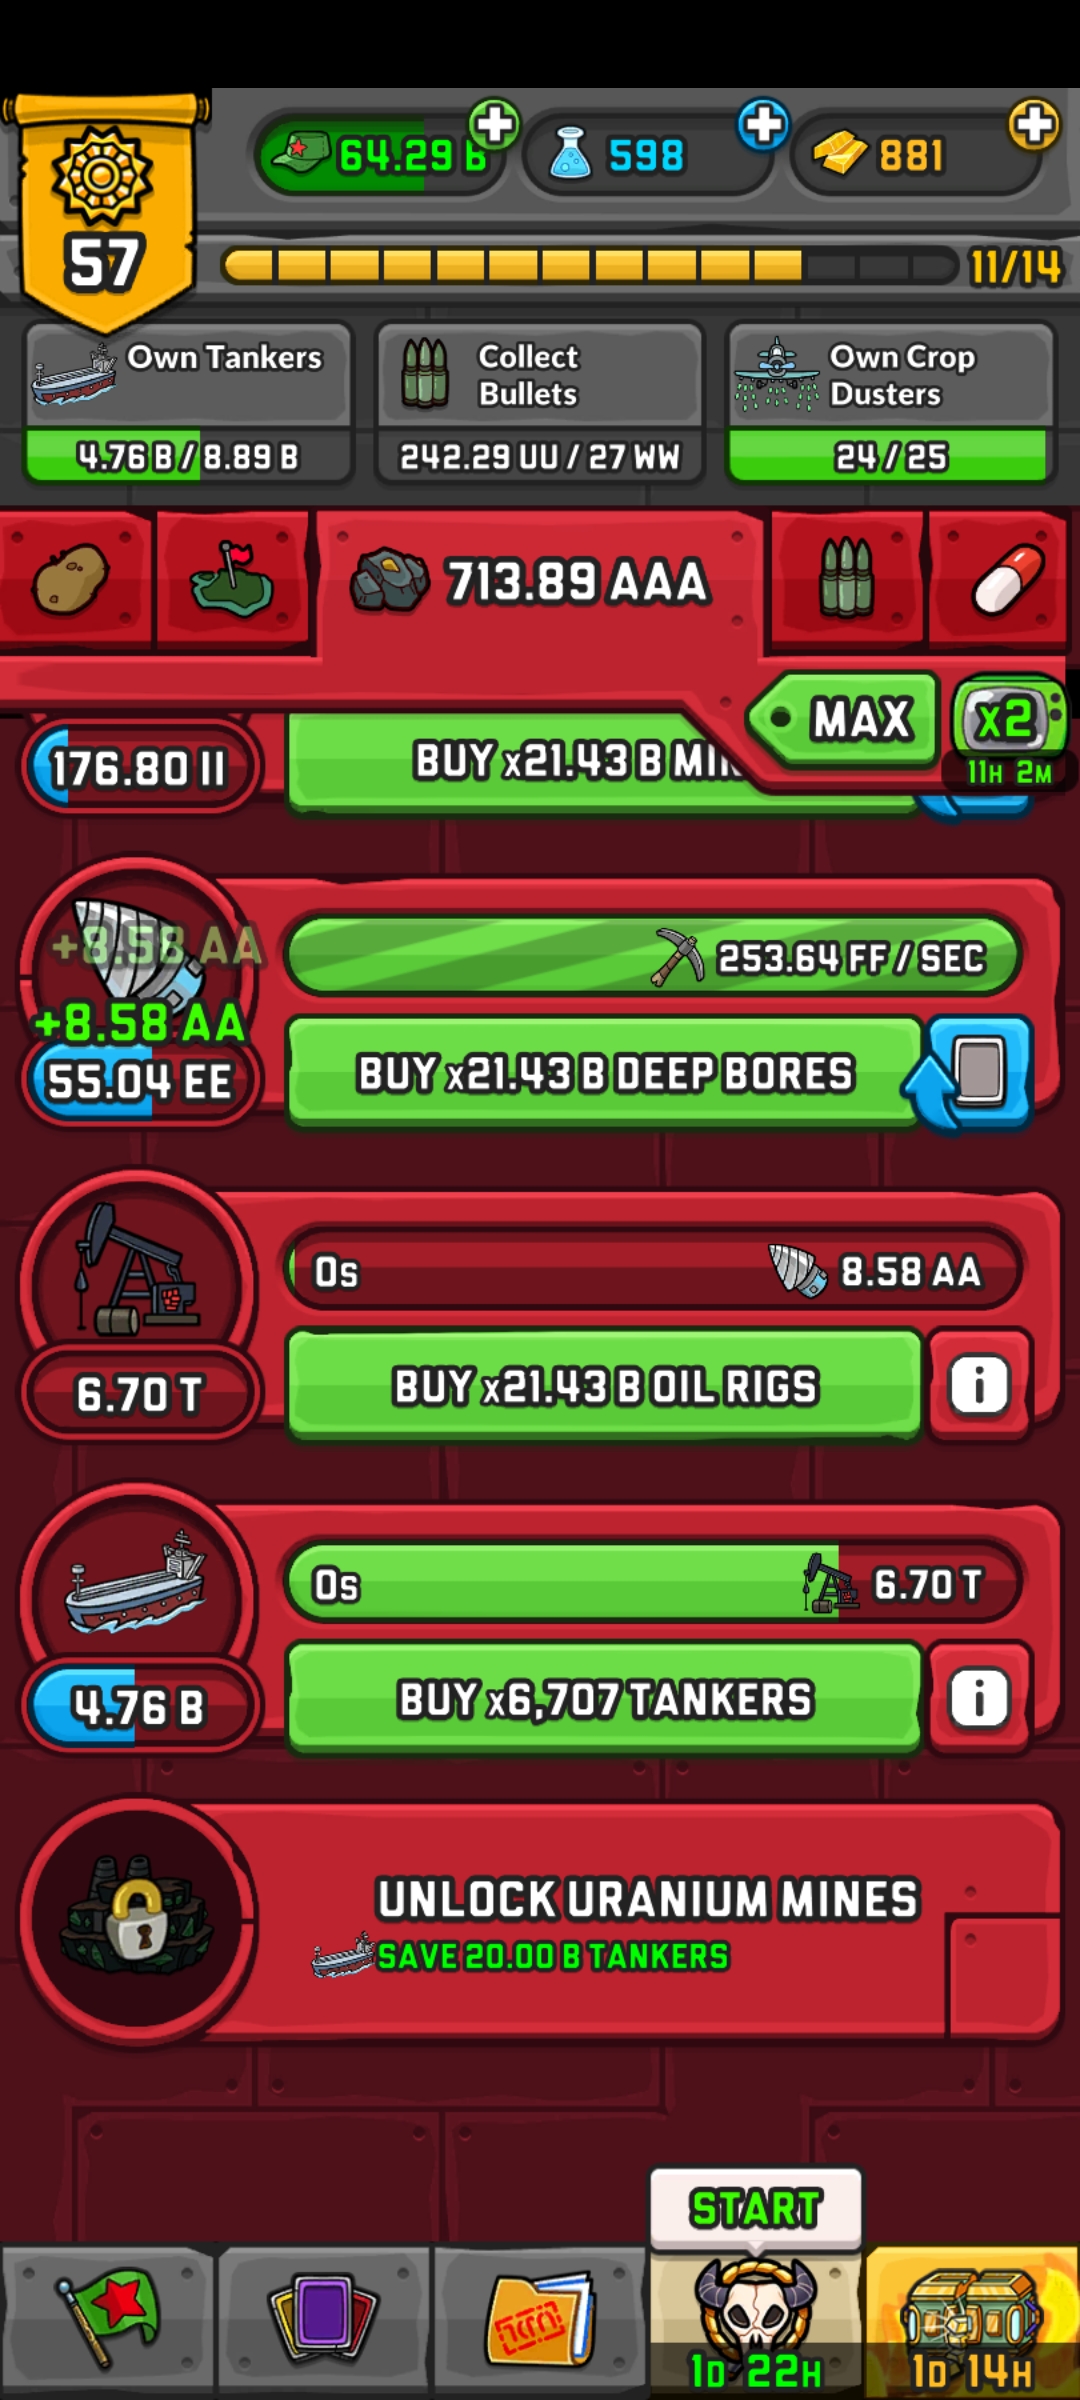 64.29 B
598
881
57
11/14
Own Tankers
4.76 B / 8.89 B
Collect
Bullets
242.29 UU / 27 WW
Own Crop
Dusters
24 / 25
713.89 AAA
MAX
x2
11H 2M
176.80 II
BUY x21.43 B
+8.58 AA
+8.58 AA
55.04 EE
253.64 FF / SEC
BUY x21.43 B DEEP BORES
0s
8.58 AA
6.70 T
BUY x21.43 B OIL RIGS
i
0s
6.70 T
4.76 B
BUY x6,707 TANKERS
i
UNLOCK URANIUM MINES
SAVE 20.00 B TANKERS
START
1D 22H
1D 14H